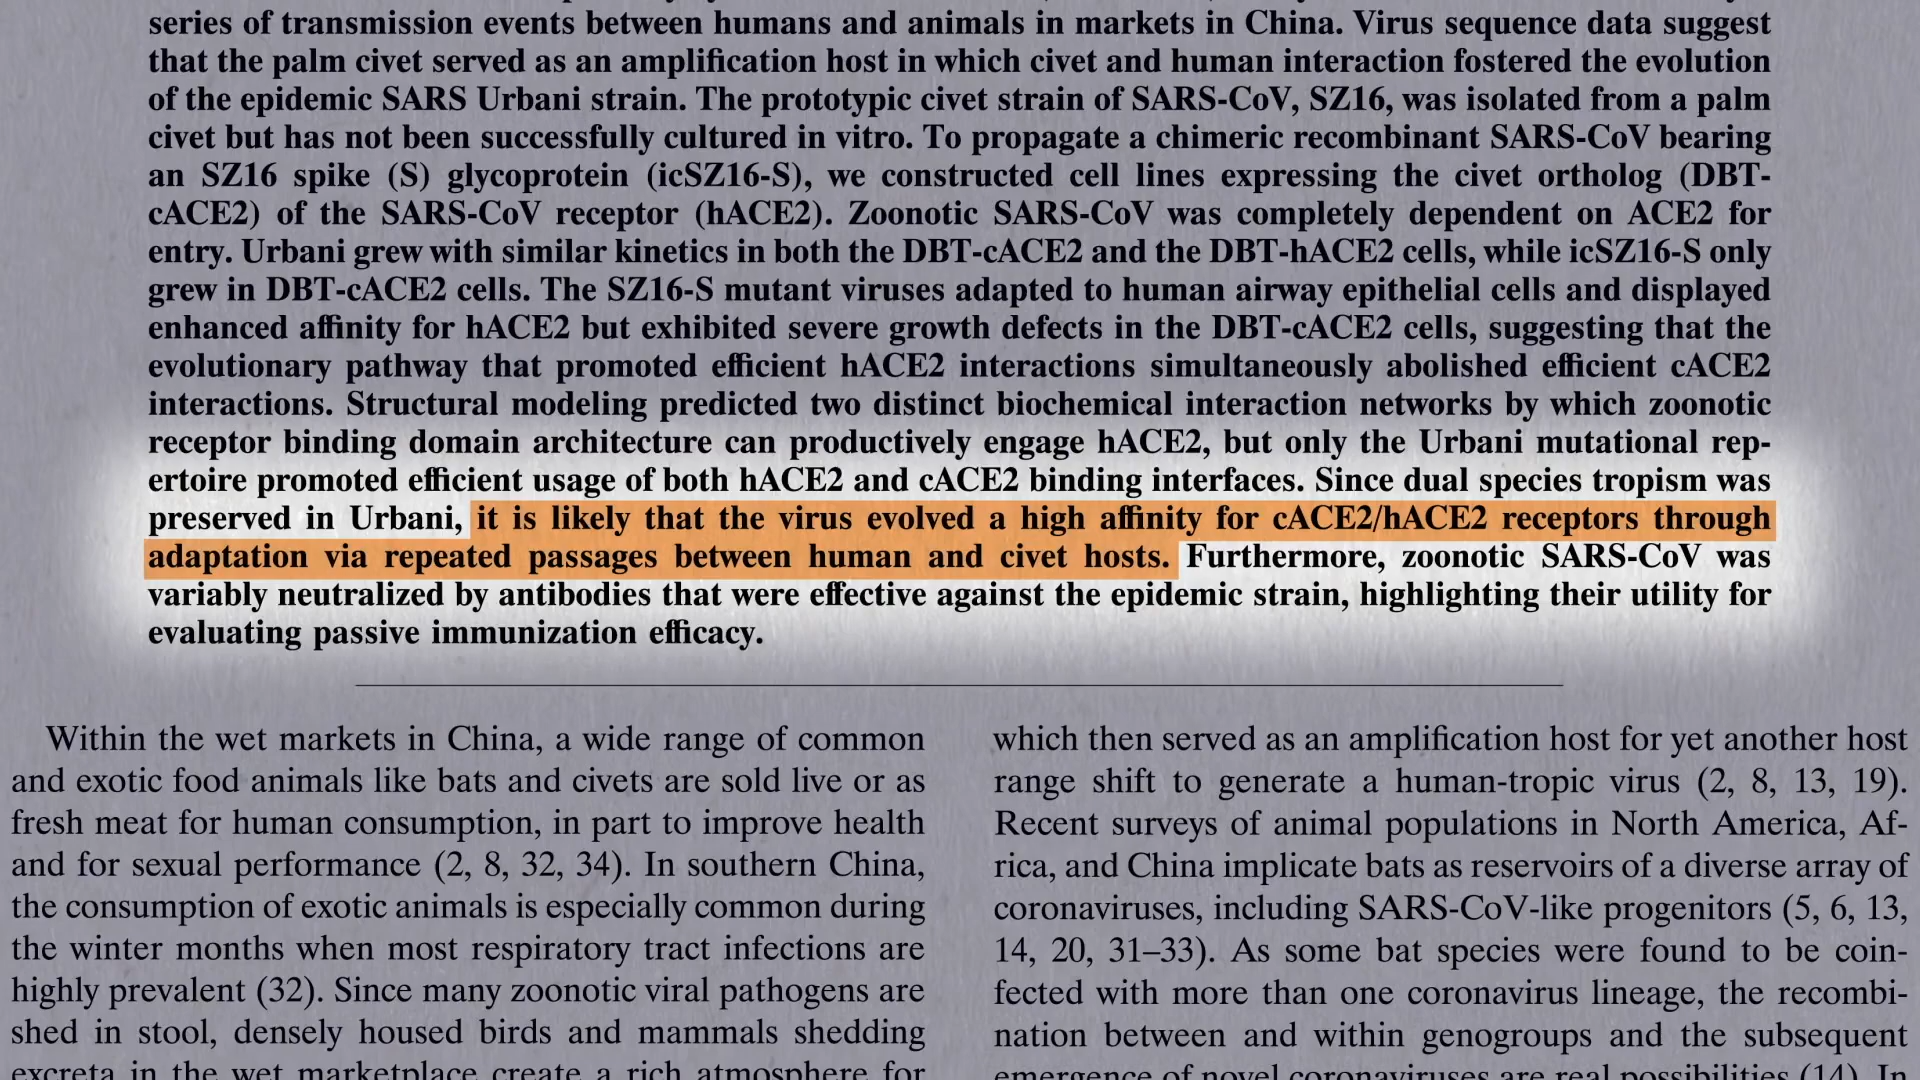 series of transmission events between humans and animals in markets in China. Virus sequence data suggest
that the palm civet served as an amplification host in which civet and human interaction fostered the evolution
of the epidemic SARS Urbani strain. The prototypic civet strain of SARS-CoV, SZ16, was isolated from a palm
civet but has not been successfully cultured in vitro. To propagate a chimeric recombinant SARS-CoV bearing
an SZ16 spike (S) glycoprotein (icSZ16-S), we constructed cell lines expressing the civet ortholog (DBT-
cACE2) of the SARS-CoV receptor (hACE2). Zoonotic SARS-CoV was completely dependent on ACE2 for
entry. Urbani grew with similar kinetics in both the DBT-cACE2 and the DBT-hACE2 cells, while icSZ16-S only
grew in DBT-cACE2 cells. The SZ16-S mutant viruses adapted to human airway epithelial cells and displayed
enhanced affinity for hACE2 but exhibited severe growth defects in the DBT-cACE2 cells, suggesting that the
evolutionary pathway that promoted efficient hACE2 interactions simultaneously abolished efficient cACE2
interactions. Structural modeling predicted two distinct biochemical interaction networks by which zoonotic
receptor binding domain architecture can productively engage hACE2, but only the Urbani mutational rep-
ertoire promoted efficient usage of both hACE2 and cACE2 binding interfaces. Since dual species tropism was
preserved in Urbani, it is likely that the virus evolved a high affinity for cACE2/hACE2 receptors through
adaptation via repeated passages between human and civet hosts. Furthermore, zoonotic SARS-CoV was
variably neutralized by antibodies that were effective against the epidemic strain, highlighting their utility for
evaluating passive immunization efficacy.
Within the wet markets in China, a wide range of common
and exotic food animals like bats and civets are sold live or as
fresh meat for human consumption, in part to improve health
and for sexual performance (2, 8, 32, 34). In southern China,
the consumption of exotic animals is especially common during
the winter months when most respiratory tract infections are
highly prevalent (32). Since many zoonotic viral pathogens are
shed in stool, densely housed birds and mammals shedding
excreta in the wet marketplace create a rich atmosphere for
which then served as an amplification host for yet another host
range shift to generate a human-tropic virus (2, 8, 13, 19).
Recent surveys of animal populations in North America, Af-
rica, and China implicate bats as reservoirs of a diverse array of
coronaviruses, including SARS-CoV-like progenitors (5, 6, 13,
14, 20, 31–33). As some bat species were found to be coin-
fected with more than one coronavirus lineage, the recombi-
nation between and within genogroups and the subsequent
emergence of novel coronaviruses are real possibilities (14). In